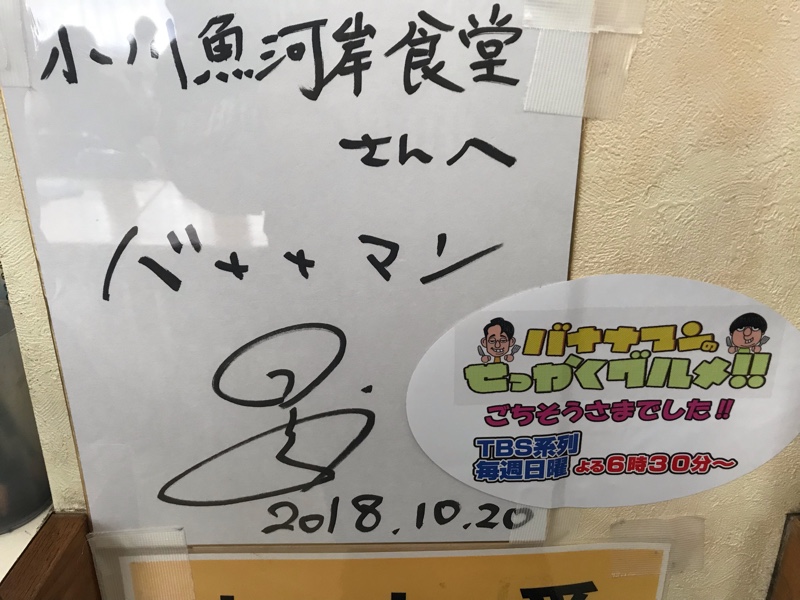 小川魚河岸食堂
さんへ
バナナマン
2018.10.20
バナナマンの
せっかくグルメ!!
ごちそうさまでした!!
TBS系列
毎週日曜 よる6時30分～